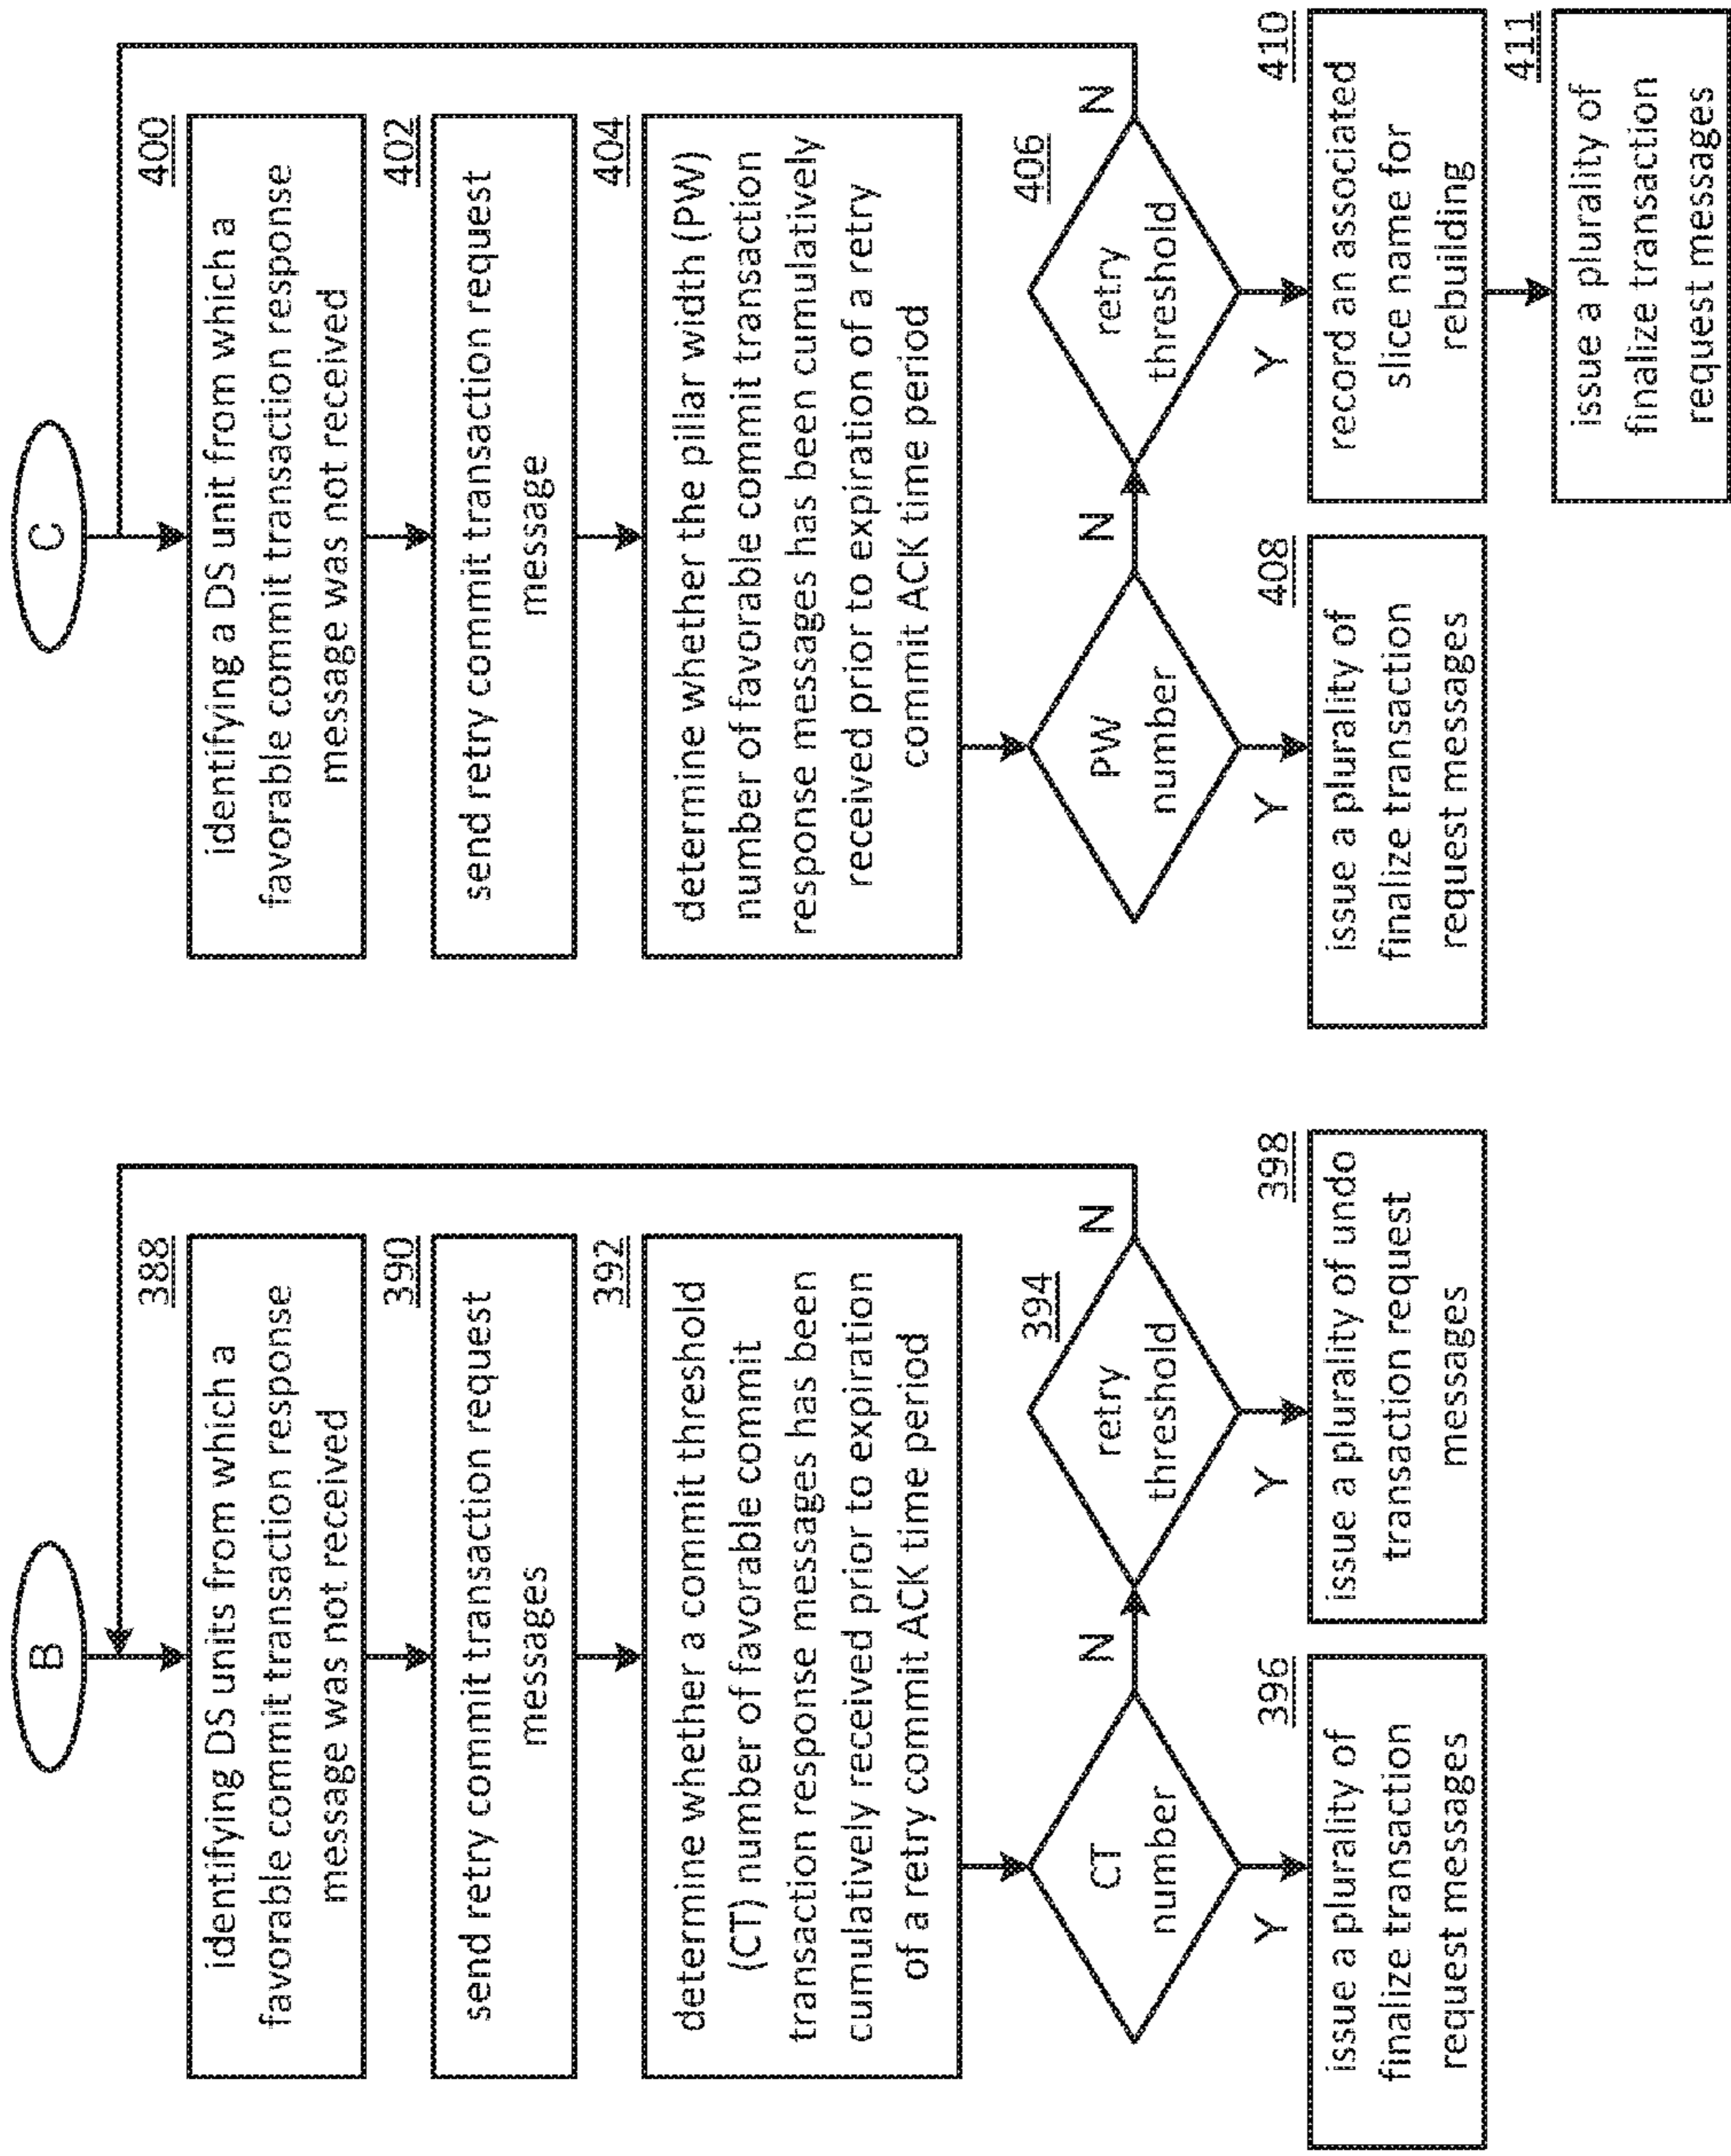 B
388
identifying DS units from which a
favorable commit transaction response
message was not received
390
send retry commit transaction request
messages
392
determine whether a commit threshold
(CT) number of favorable commit
transaction response messages has been
cumulatively received prior to expiration
of a retry commit ACK time period
394
CT
number
N
retry
threshold
N
Y
Y
396
issue a plurality of
finalize transaction
request messages
398
issue a plurality of undo
transaction request
messages
C
400
identifying a DS unit from which a
favorable commit transaction response
message was not received
402
send retry commit transaction request
message
404
determine whether the pillar width (PW)
number of favorable commit transaction
response messages has been cumulatively
received prior to expiration of a retry
commit ACK time period
406
PW
number
N
retry
threshold
N
Y
Y
408
issue a plurality of
finalize transaction
request messages
410
record an associated
slice name for
rebuilding
411
issue a plurality of
finalize transaction
request messages